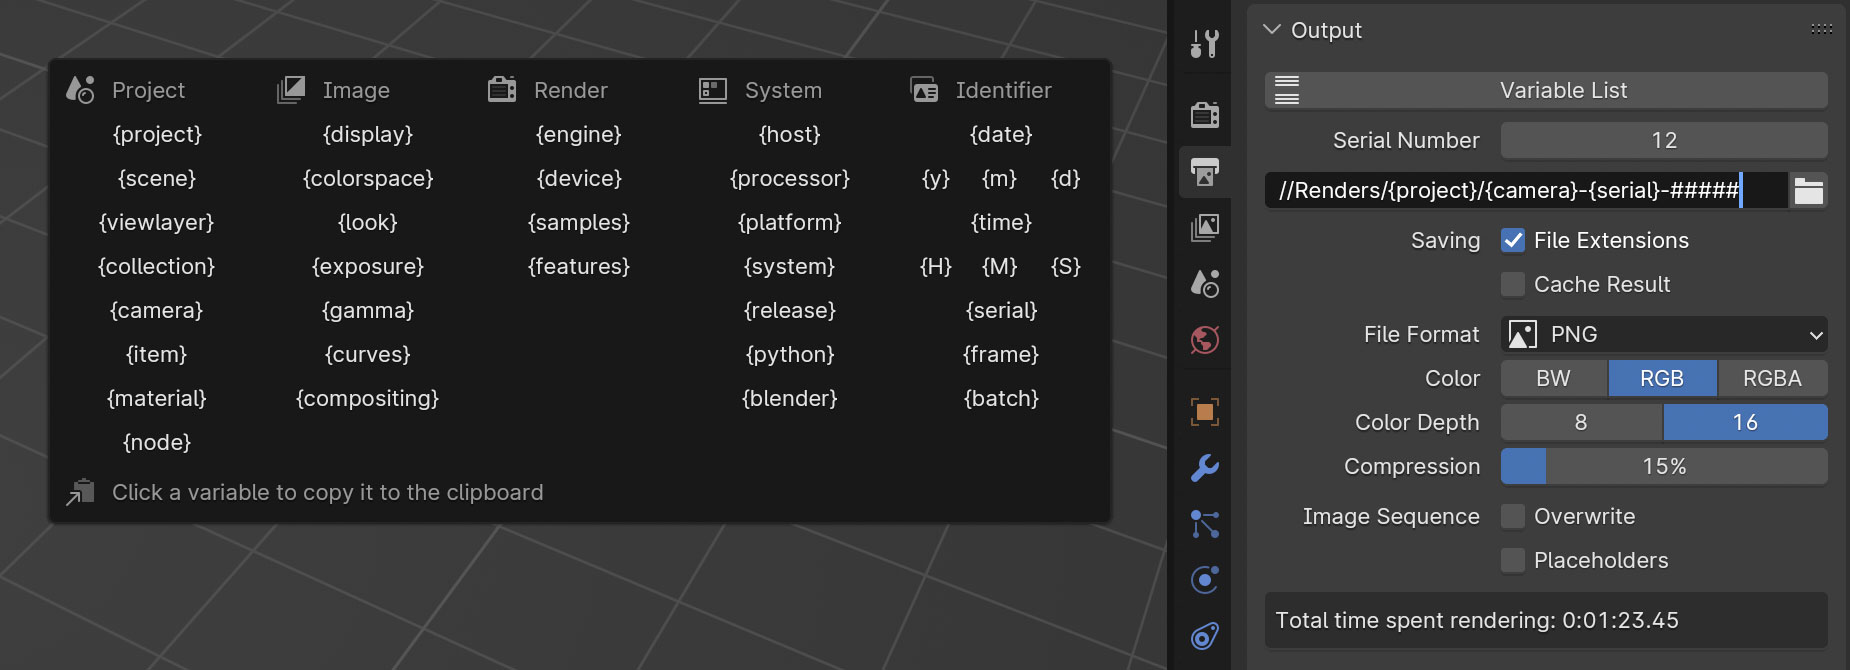 Project Image Render System Identifier
{project} {display} {engine} {host} {date}
{scene} {colorspace} {device} {processor} {y} {m} {d}
{viewlayer} {look} {samples} {platform} {time}
{collection} {exposure} {features} {system} {H} {M} {S}
{camera} {gamma} {release} {serial}
{item} {curves} {python} {frame}
{material} {compositing} {blender} {batch}
{node}
Click a variable to copy it to the clipboard
Output
Variable List
Serial Number 12
//Renders/{project}/{camera}-{serial}-#####
Saving File Extensions
Cache Result
File Format PNG
Color BW RGB RGBA
Color Depth 8 16
Compression 15%
Image Sequence Overwrite
Placeholders
Total time spent rendering: 0:01:23.45